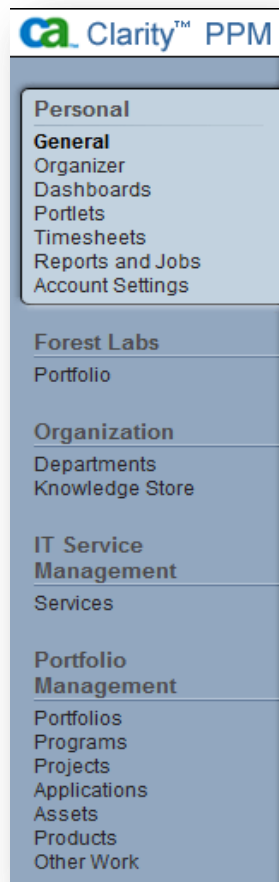 ca Clarity™ PPM
Personal
General
Organizer
Dashboards
Portlets
Timesheets
Reports and Jobs
Account Settings
Forest Labs
Portfolio
Organization
Departments
Knowledge Store
IT Service
Management
Services
Portfolio
Management
Portfolios
Programs
Projects
Applications
Assets
Products
Other Work